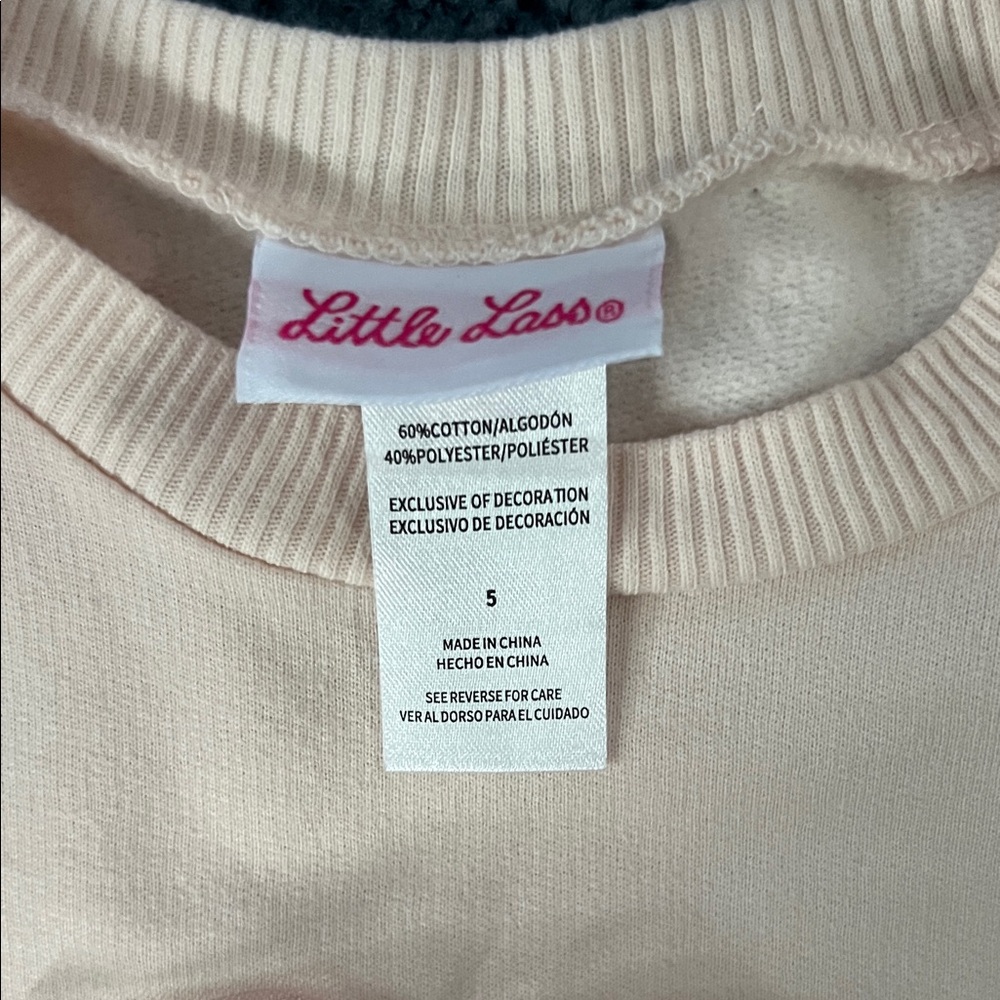 Little Lass®
60%COTTON/ALGODÓN
40%POLYESTER/POLIÉSTER
EXCLUSIVE OF DECORATION
EXCLUSIVO DE DECORACIÓN
5
MADE IN CHINA
HECHO EN CHINA
SEE REVERSE FOR CARE
VER AL DORSO PARA EL CUIDADO